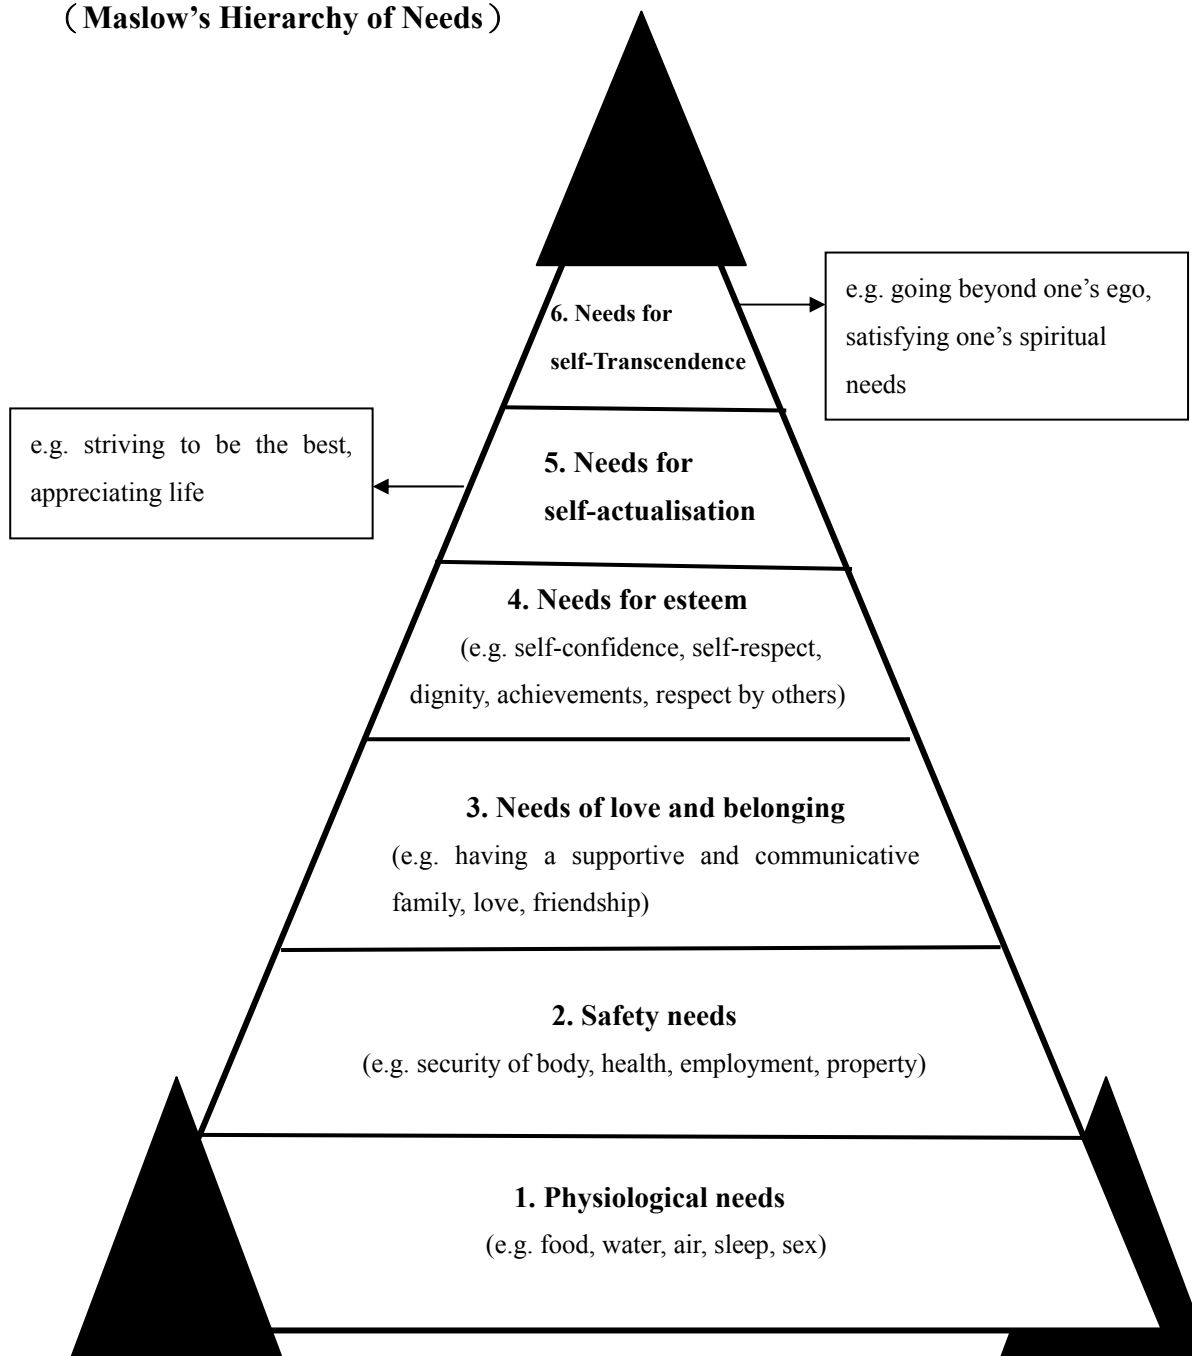 （Maslow’s Hierarchy of Needs）
6. Needs for
self-Transcendence
e.g. going beyond one’s ego,
satisfying one’s spiritual
needs
5. Needs for
self-actualisation
e.g. striving to be the best,
appreciating life
4. Needs for esteem
(e.g. self-confidence, self-respect,
dignity, achievements, respect by others)
3. Needs of love and belonging
(e.g. having a supportive and communicative
family, love, friendship)
2. Safety needs
(e.g. security of body, health, employment, property)
1. Physiological needs
(e.g. food, water, air, sleep, sex)